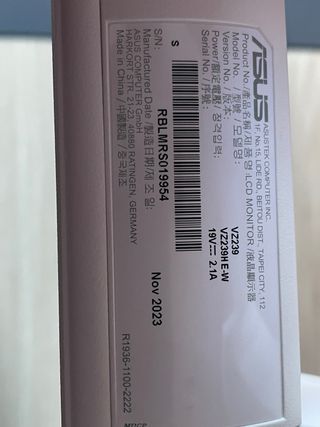 ASUS
ASUSTEK COMPUTER INC.
1F., No.15, LIDE RD., BEITOU DIST., TAIPEI CITY, 112
Product No./產品名稱/제품명 :LCD MONITOR /液晶顯示器
Model No. /型號/ 모델명: VZ239
Version No. /版本: VZ239HE-W
Power/額定電壓/ 정격입력: 19V⎓ 2.1A
Serial No. /序號:
S
RBLMRS019954
S/N:
Manufactured Date /製造日期/제조일: Nov 2023
ASUS COMPUTER GmbH
HARKORT STR. 21-23, 40880 RATINGEN, GERMANY
Made in China /中國製造 / 중국제조
R1936-1100-2222